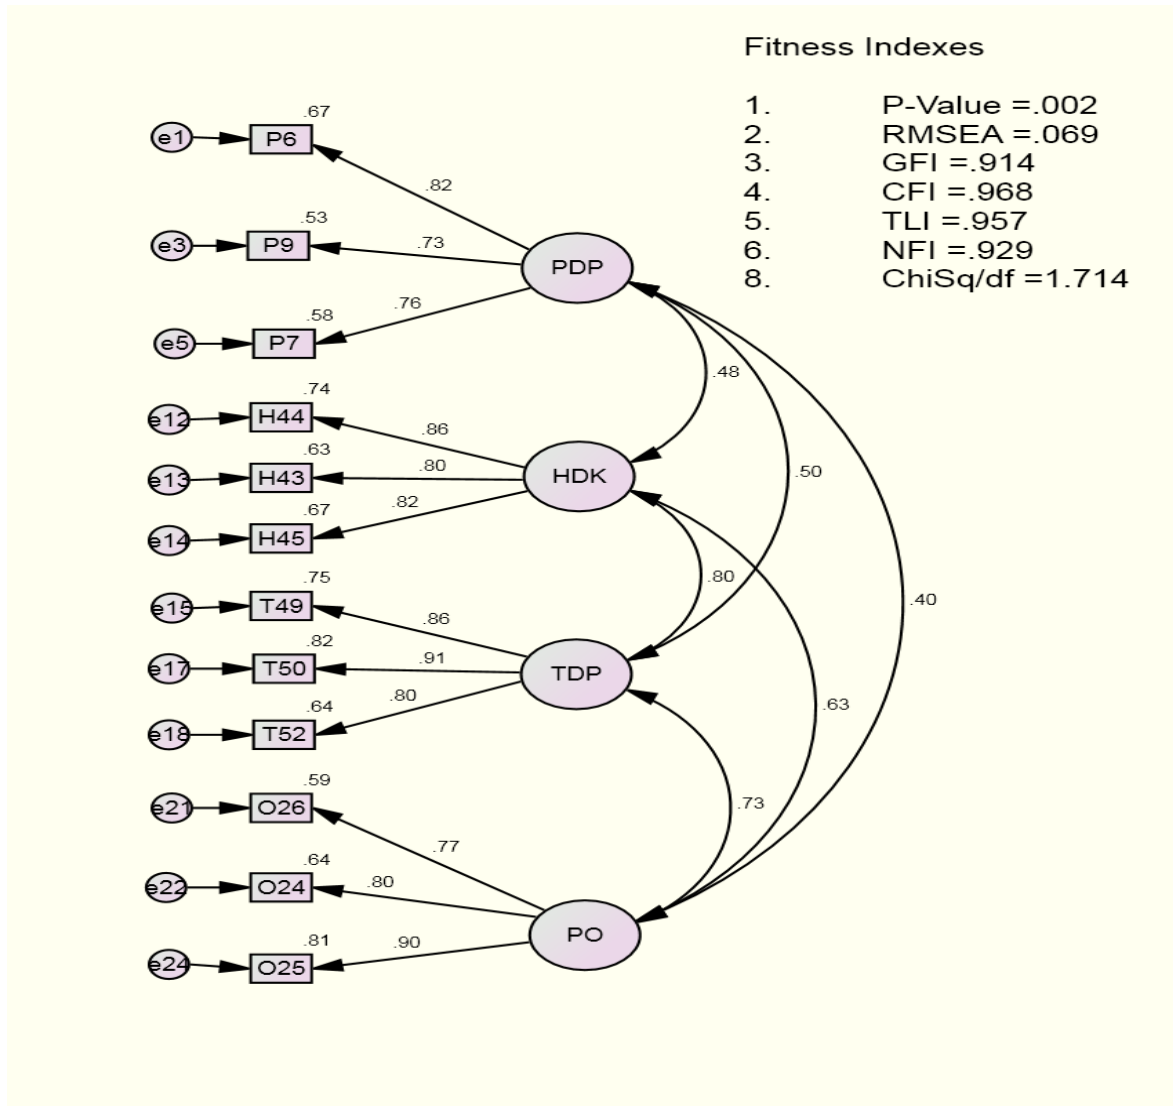 Fitness Indexes
1. P-Value =.002
2. RMSEA =.069
3. GFI =.914
4. CFI =.968
5. TLI =.957
6. NFI =.929
8. ChiSq/df =1.714
.67
e1 P6
.82
.53
e3 P9
.73
PDP
.76
.58
e5 P7
.48
.74
e12 H44
.86
.63
e13 H43
.80
HDK
.50
.82
.67
e14 H45
.80
.75
e15 T49
.40
.86
.82
e17 T50
.91
TDP
.80
.64
e18 T52
.63
.59
e21 O26
.73
.77
.64
e22 O24
.80
PO
.90
.81
e24 O25